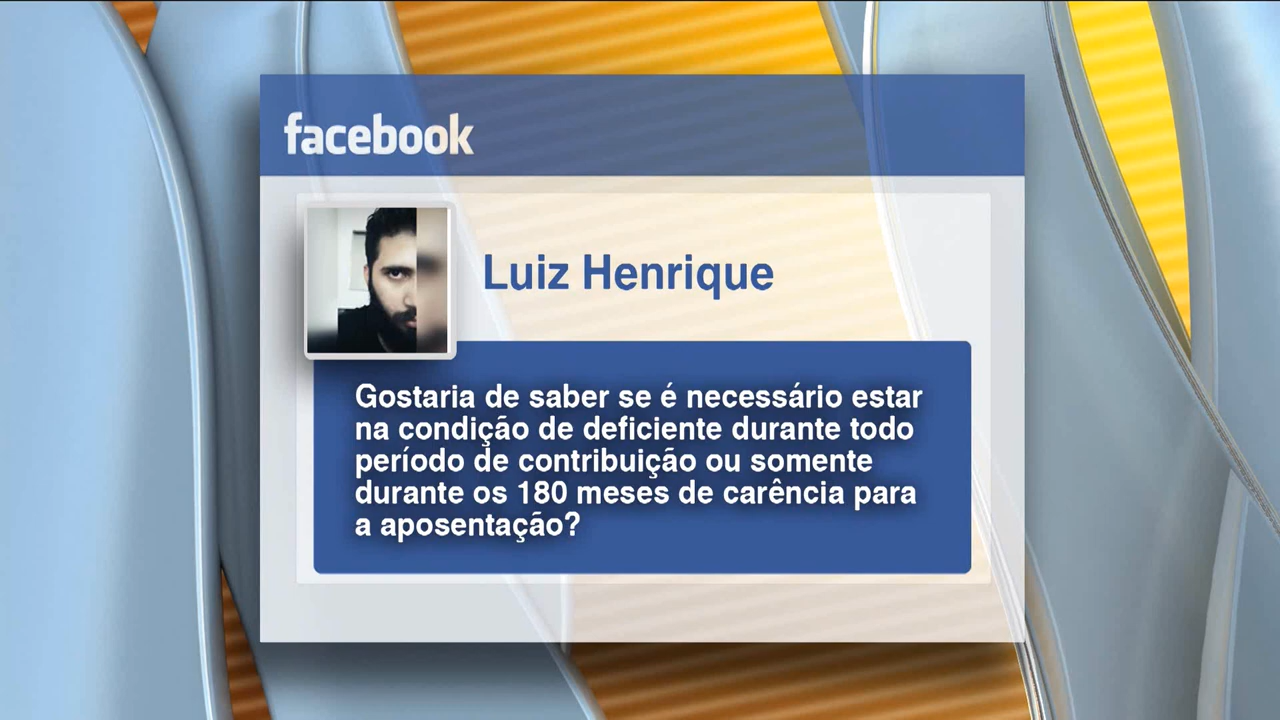 facebook
Luiz Henrique
Gostaria de saber se é necessário estar
na condição de deficiente durante todo
período de contribuição ou somente
durante os 180 meses de carência para
a aposentação?